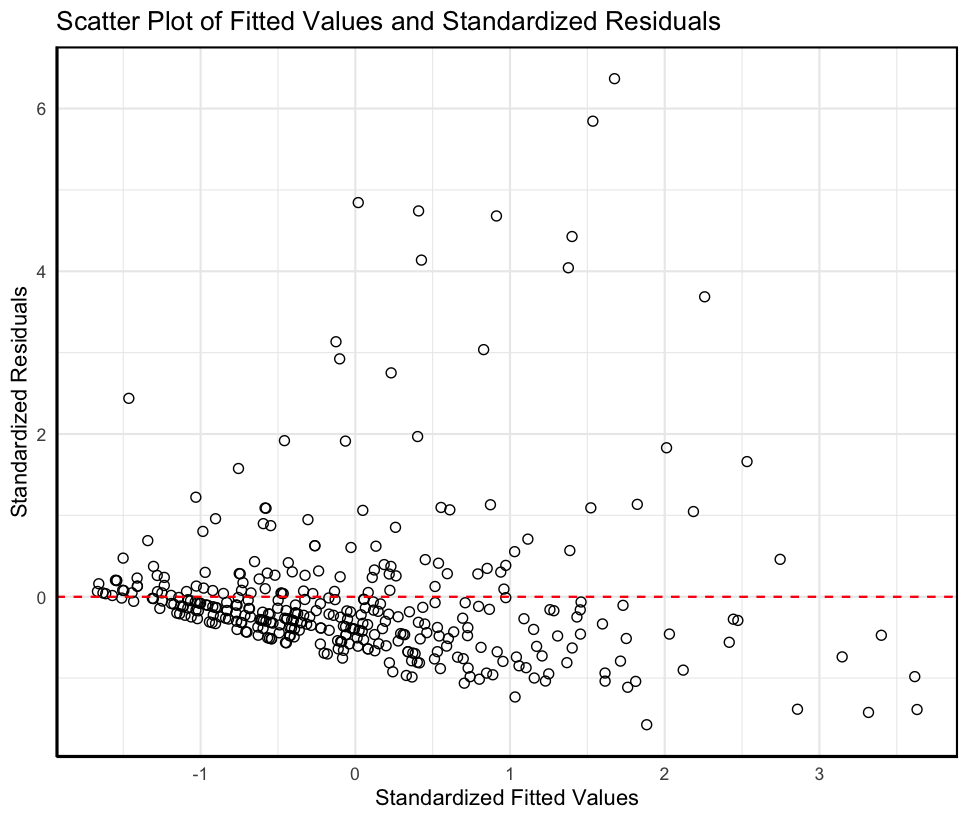 Scatter Plot of Fitted Values and Standardized Residuals
6
4
2
0
Standardized Residuals
-1 0 1 2 3
Standardized Fitted Values